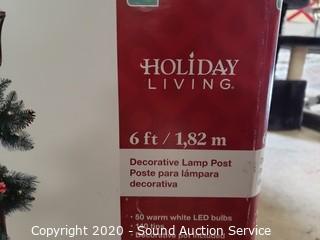 HOLIDAY
LIVING
6 ft / 1,82 m
Decorative Lamp Post
Poste para lámpara
decorativa
• 50 warm white LED bulbs
Copyright 2020 - Sound Auction Service